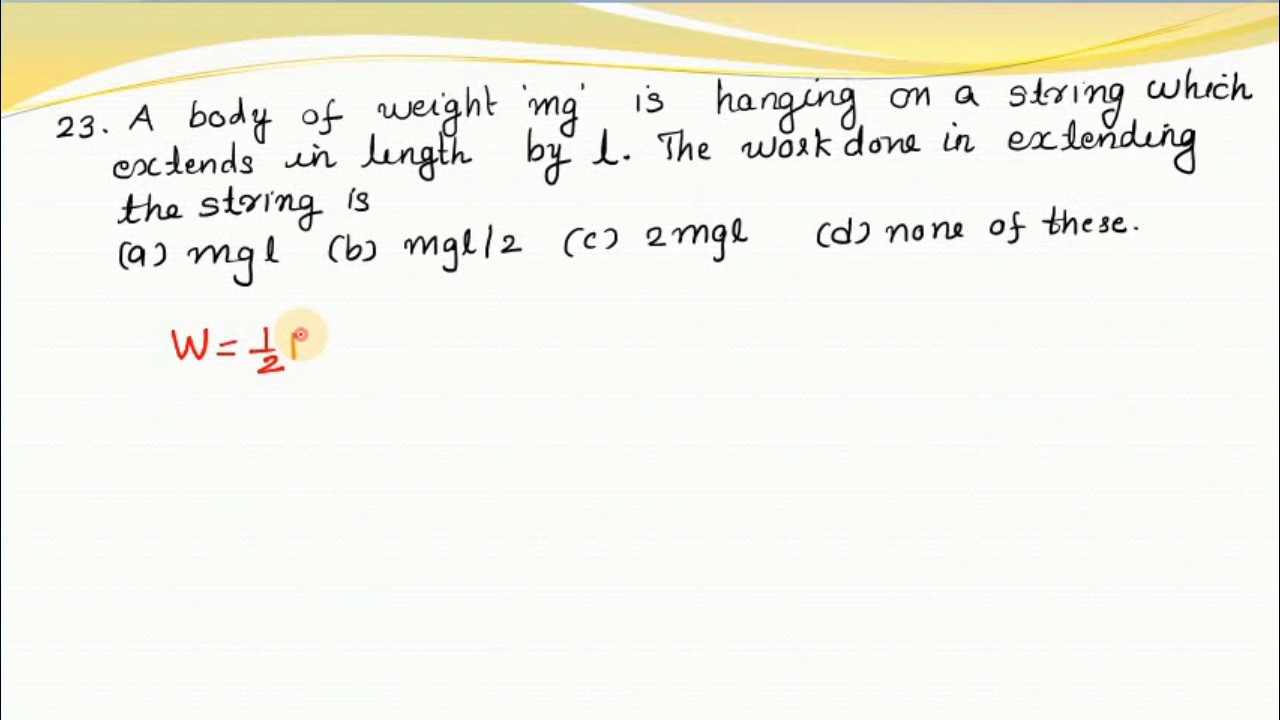 23. A body of weight 'mg' is hanging on a string which
extends in length by l. The work done in extending
the string is
(a) mgl (b) mgl/2 (c) 2mgl (d) none of these.
W = 1/2